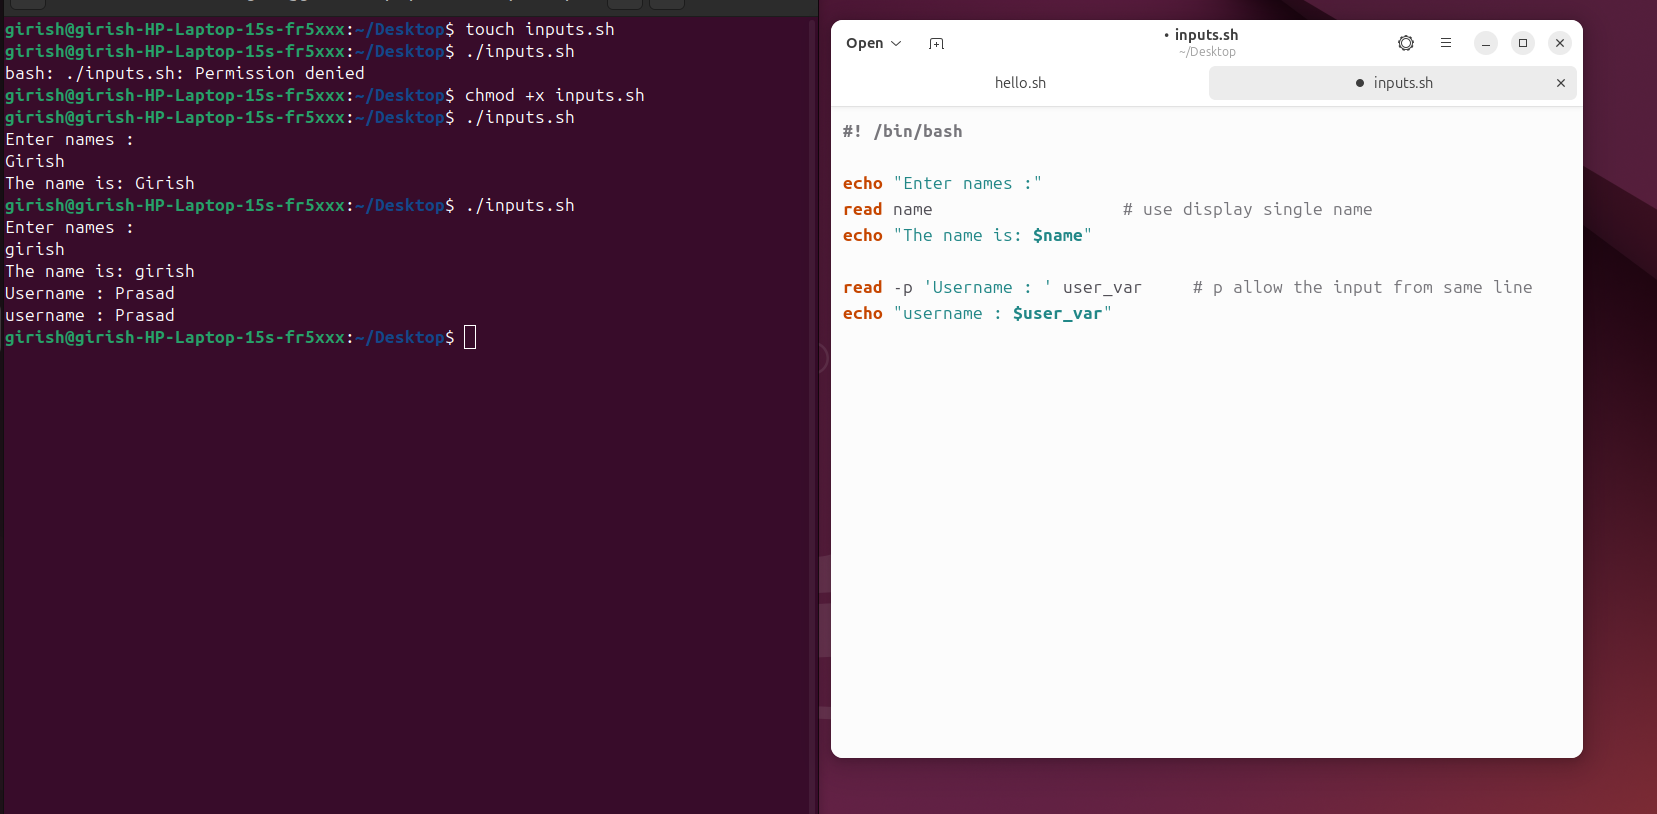 girish@girish-HP-Laptop-15s-fr5xxx:~/Desktop$ touch inputs.sh
girish@girish-HP-Laptop-15s-fr5xxx:~/Desktop$ ./inputs.sh
bash: ./inputs.sh: Permission denied
girish@girish-HP-Laptop-15s-fr5xxx:~/Desktop$ chmod +x inputs.sh
girish@girish-HP-Laptop-15s-fr5xxx:~/Desktop$ ./inputs.sh
Enter names :
Girish
The name is: Girish
girish@girish-HP-Laptop-15s-fr5xxx:~/Desktop$ ./inputs.sh
Enter names :
girish
The name is: girish
Username : Prasad
username : Prasad
girish@girish-HP-Laptop-15s-fr5xxx:~/Desktop$
Open
• inputs.sh
~/Desktop
hello.sh
● inputs.sh
#! /bin/bash
echo "Enter names :"
read name # use display single name
echo "The name is: $name"
read -p 'Username : ' user_var # p allow the input from same line
echo "username : $user_var"